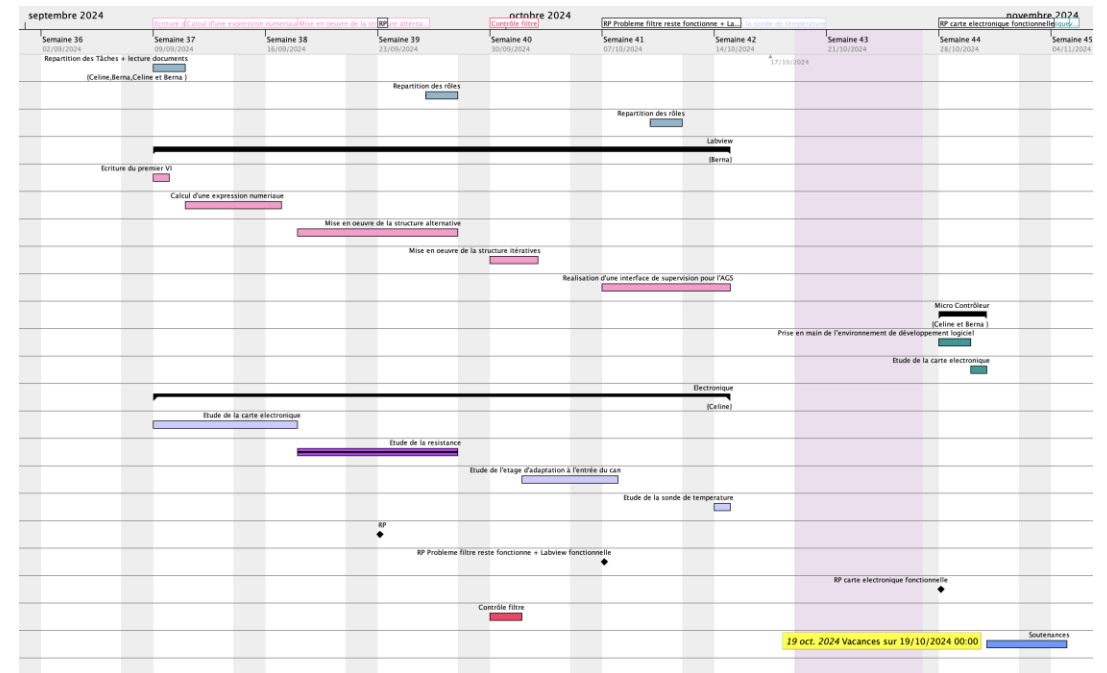 septembre 2024
octobre 2024
novembre 2024
Ecriture d
Calcul d'une expression numeriau
Mise en oeuvre de la str
RP
re alterna...
Contrôle filtre
RP Probleme filtre reste fonctionne + La...
la sonde de temperature
RP carte electronique fonctionnelle
Semaine 36
Semaine 37
Semaine 38
Semaine 39
Semaine 40
Semaine 41
Semaine 42
Semaine 43
Semaine 44
Semaine 45
02/09/2024
09/09/2024
16/09/2024
23/09/2024
30/09/2024
07/10/2024
14/10/2024
21/10/2024
28/10/2024
04/11/2024
Repartition des Tâches + lecture documents
17/10/2024
(Celine,Berna,Celine et Berna )
Repartition des rôles
Repartition des rôles
Labview
(Berna)
Ecriture du premier VI
Calcul d'une expression numeriaue
Mise en oeuvre de la structure alternative
Mise en oeuvre de la structure itératives
Realisation d'une interface de supervision pour l'AGS
Micro Contrôleur
(Celine et Berna )
Prise en main de l'environnement de développement logiciel
Etude de la carte electronique
Electronique
(Celine)
Etude de la carte electronique
Etude de la resistance
Etude de l'etage d'adaptation à l'entrée du can
Etude de la sonde de temperature
RP
RP Probleme filtre reste fonctionne + Labview fonctionnelle
RP carte electronique fonctionnelle
Contrôle filtre
Soutenances
19 oct. 2024 Vacances sur 19/10/2024 00:00